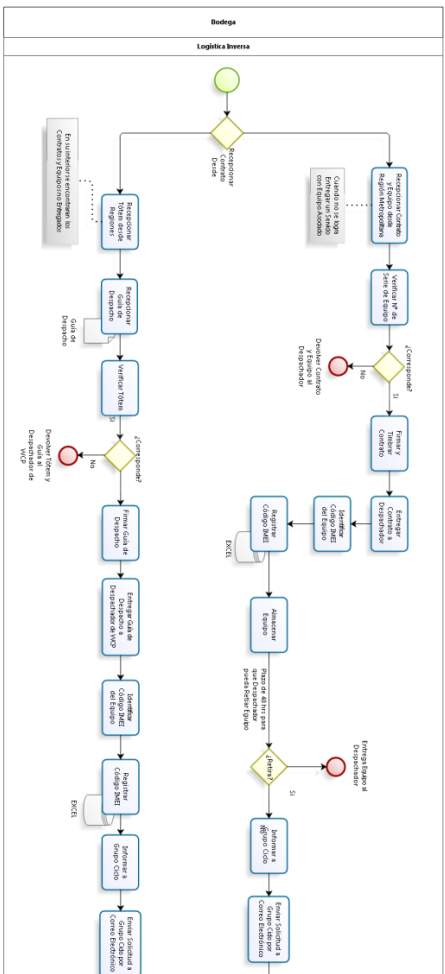 Bodega
Logística Inversa
Recepcionar
Contrato
Desde
Recepcionar Contrato
y Equipo desde
Región Metropolitana
Cuando no se logra
Entregar un Servicio
con Equipo Asociado
Verificar N° de
Serie de Equipo
¿Corresponde?
No
Si
Devolver Contrato
y Equipo al
Despachador
Firmar y
Timbrar
Contrato
Entregar
Contrato a
Despachador
Identificar
Código IMEI
del Equipo
Registrar
Código IMEI
EXCEL
Almacenar
Equipo
Plazo de 48 hrs para
que Despachador
pueda Retirar Equipo
¿Retira?
Entrega Equipo al
Despachador
Si
No
Informar a
Grupo Ciclo
Enviar Solicitud a
Grupo Ciclo por
Correo Electrónico
Recepcionar
Tótem desde
Regiones
En su interior se encontrarán los
Contratos y Equipos no Entregados
Recepcionar
Guía de
Despacho
Guía de
Despacho
Verificar Tótem
Si
¿Corresponde?
No
Devolver Tótem y
Guía al
Despachador de
WCP
Firmar Guía de
Despacho
Entregar Guía de
Despacho a
Despachador de WCP
Identificar
Código IMEI
del Equipo
Registrar
Código IMEI
EXCEL
Informar a
Grupo Ciclo
Enviar Solicitud a
Grupo Ciclo por
Correo Electrónico